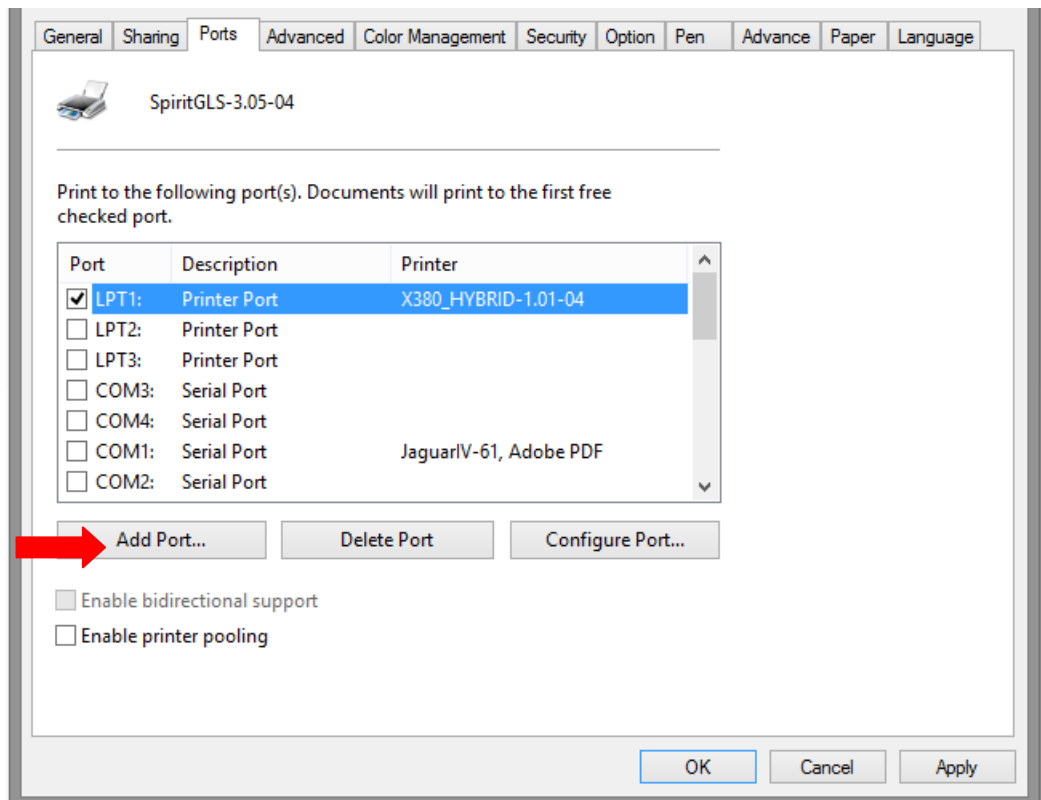 General Sharing Ports Advanced Color Management Security Option Pen Advance Paper Language
SpiritGLS-3.05-04
Print to the following port(s). Documents will print to the first free
checked port.
Port Description Printer
LPT1: Printer Port X380_HYBRID-1.01-04
LPT2: Printer Port
LPT3: Printer Port
COM3: Serial Port
COM4: Serial Port
COM1: Serial Port JaguarIV-61, Adobe PDF
COM2: Serial Port
Add Port... Delete Port Configure Port...
Enable bidirectional support
Enable printer pooling
OK Cancel Apply